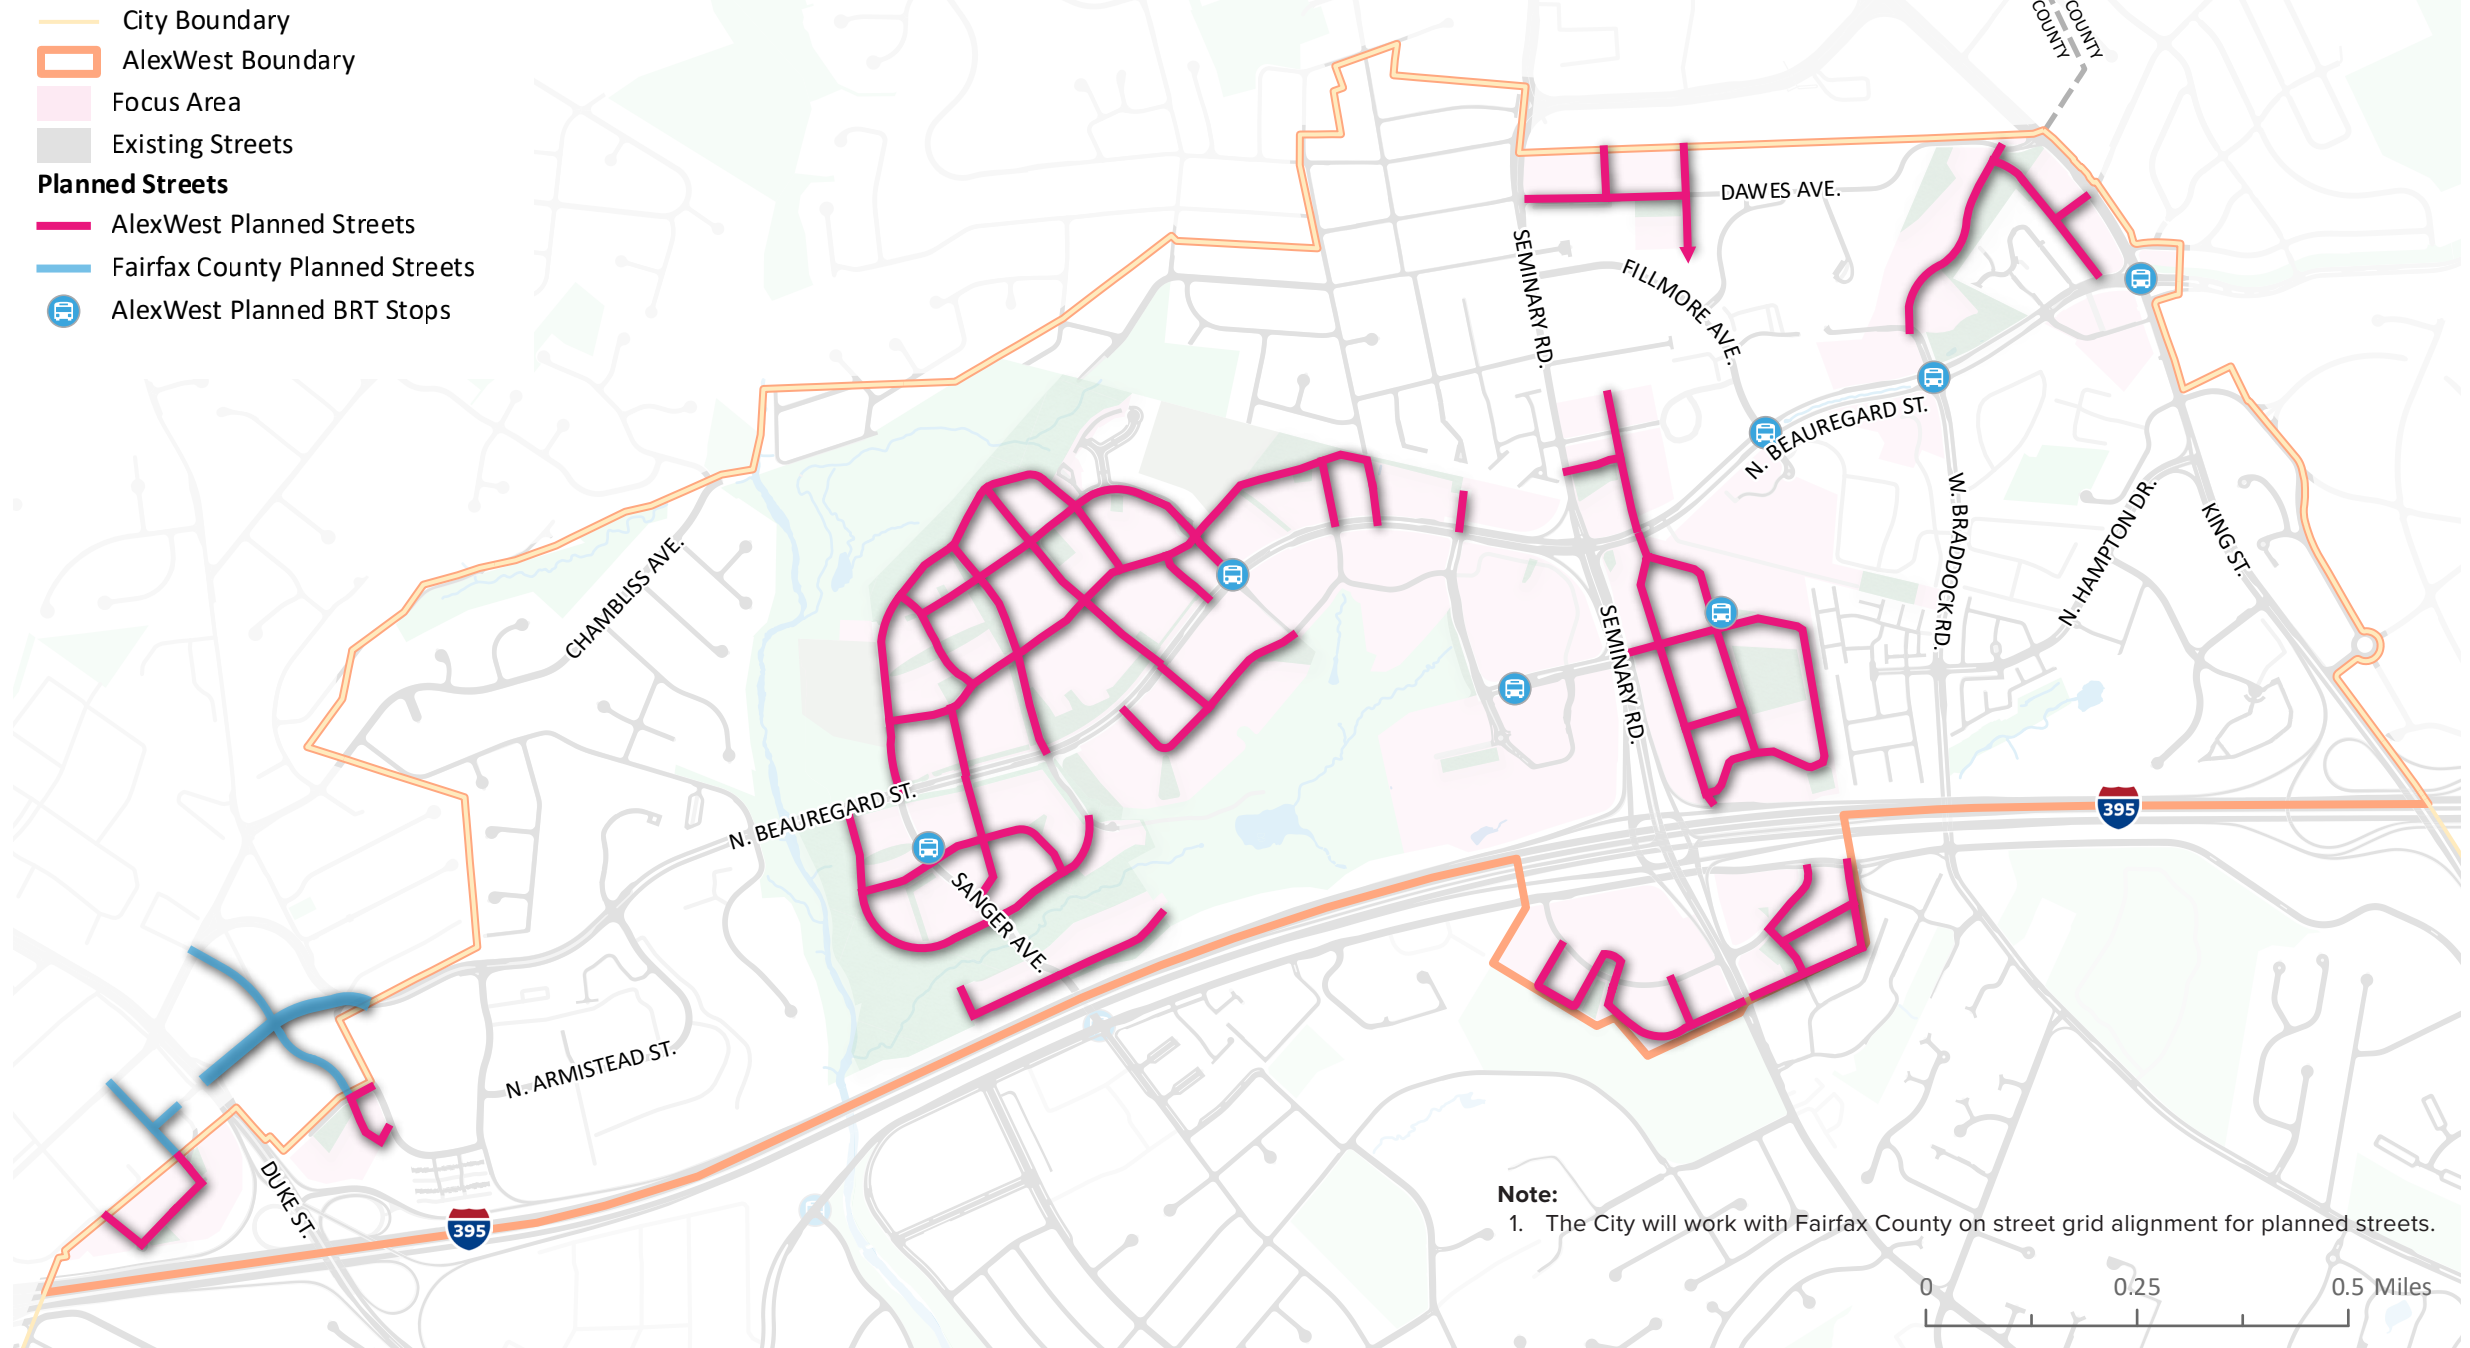 City Boundary
AlexWest Boundary
Focus Area
Existing Streets
Planned Streets
AlexWest Planned Streets
Fairfax County Planned Streets
AlexWest Planned BRT Stops
COUNTY
COUNTY
DAWES AVE.
SEMINARY RD.
FILLMORE AVE.
N. BEAUREGARD ST.
W. BRADDOCK RD.
N. HAMPTON DR.
KING ST.
CHAMBLISS AVE.
SEMINARY RD.
N. BEAUREGARD ST.
395
SANGER AVE.
N. ARMISTEAD ST.
DUKE ST.
395
Note:
1. The City will work with Fairfax County on street grid alignment for planned streets.
0 0.25 0.5 Miles